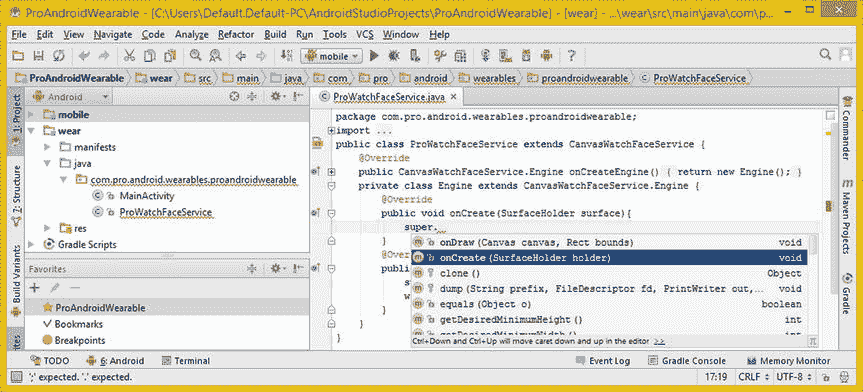 ProAndroidWearable - [C:\Users\Default.Default-PC\AndroidStudioProjects\ProAndroidWearable] - [wear] - ...\wear\src\main\java\com\p...
File Edit View Navigate Code Analyze Refactor Build Run Tools VCS Window Help
mobile
ProAndroidWearable wear src main java com pro android wearables proandroidwearable ProWatchFaceService
Android
ProWatchFaceService.java
1: Project
7: Structure
Build Variants
mobile
wear
manifests
java
com.pro.android.wearables.proandroidwearable
MainActivity
ProWatchFaceService
res
Gradle Scripts
Favorites
ProAndroidWearable
Bookmarks
Breakpoints
package com.pro.android.wearables.proandroidwearable;
import ...
public class ProWatchFaceService extends CanvasWatchFaceService {
@Override
public CanvasWatchFaceService.Engine onCreateEngine() { return new Engine(); }
private class Engine extends CanvasWatchFaceService.Engine {
@Override
public void onCreate(SurfaceHolder surface){
super.
}
@Ove
pub
s
w
}
}
}
onDraw(Canvas canvas, Rect bounds) void
onCreate(SurfaceHolder holder) void
clone() Object
dump(String prefix, FileDescriptor fd, PrintWriter out,... void
equals(Object o) boolean
getDesiredMinimumHeight() int
getDesiredMinimumWidth() int
Ctrl+Down and Ctrl+Up will move caret down and up in the editor >>
Commander
Maven Projects
Gradle
TODO 6: Android Terminal Event Log Gradle Console Memory Monitor
';' expected. '.' expected. 17:19 CRLF UTF-8